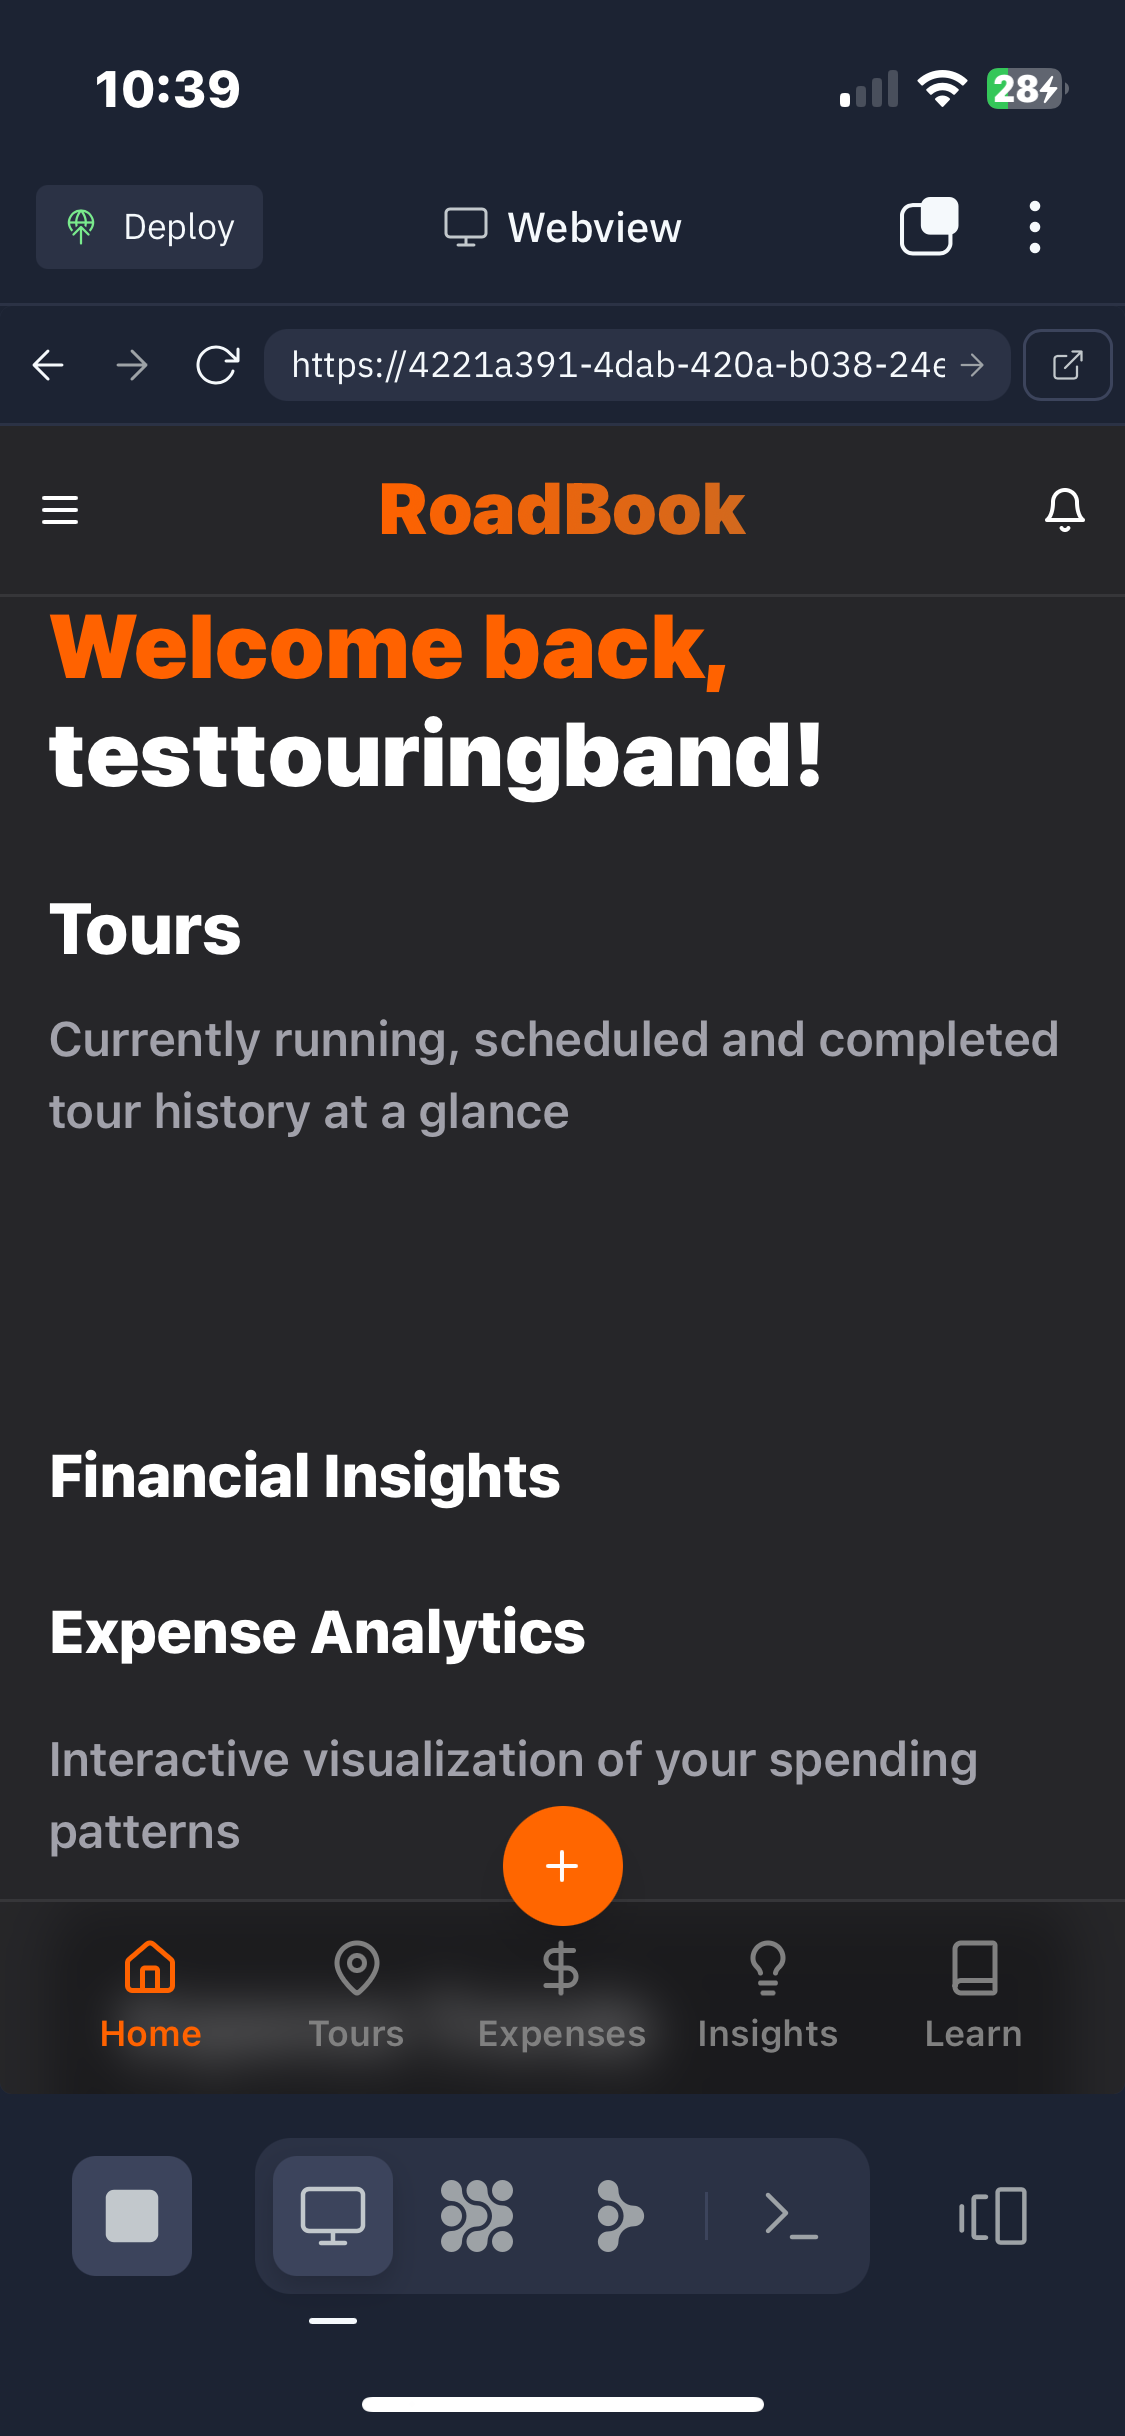 10:39
28
Deploy
Webview
https://4221a391-4dab-420a-b038-24e
RoadBook
Welcome back,
testtouringband!
Tours
Currently running, scheduled and completed
tour history at a glance
Financial Insights
Expense Analytics
Interactive visualization of your spending
patterns
Home
Tours
Expenses
Insights
Learn